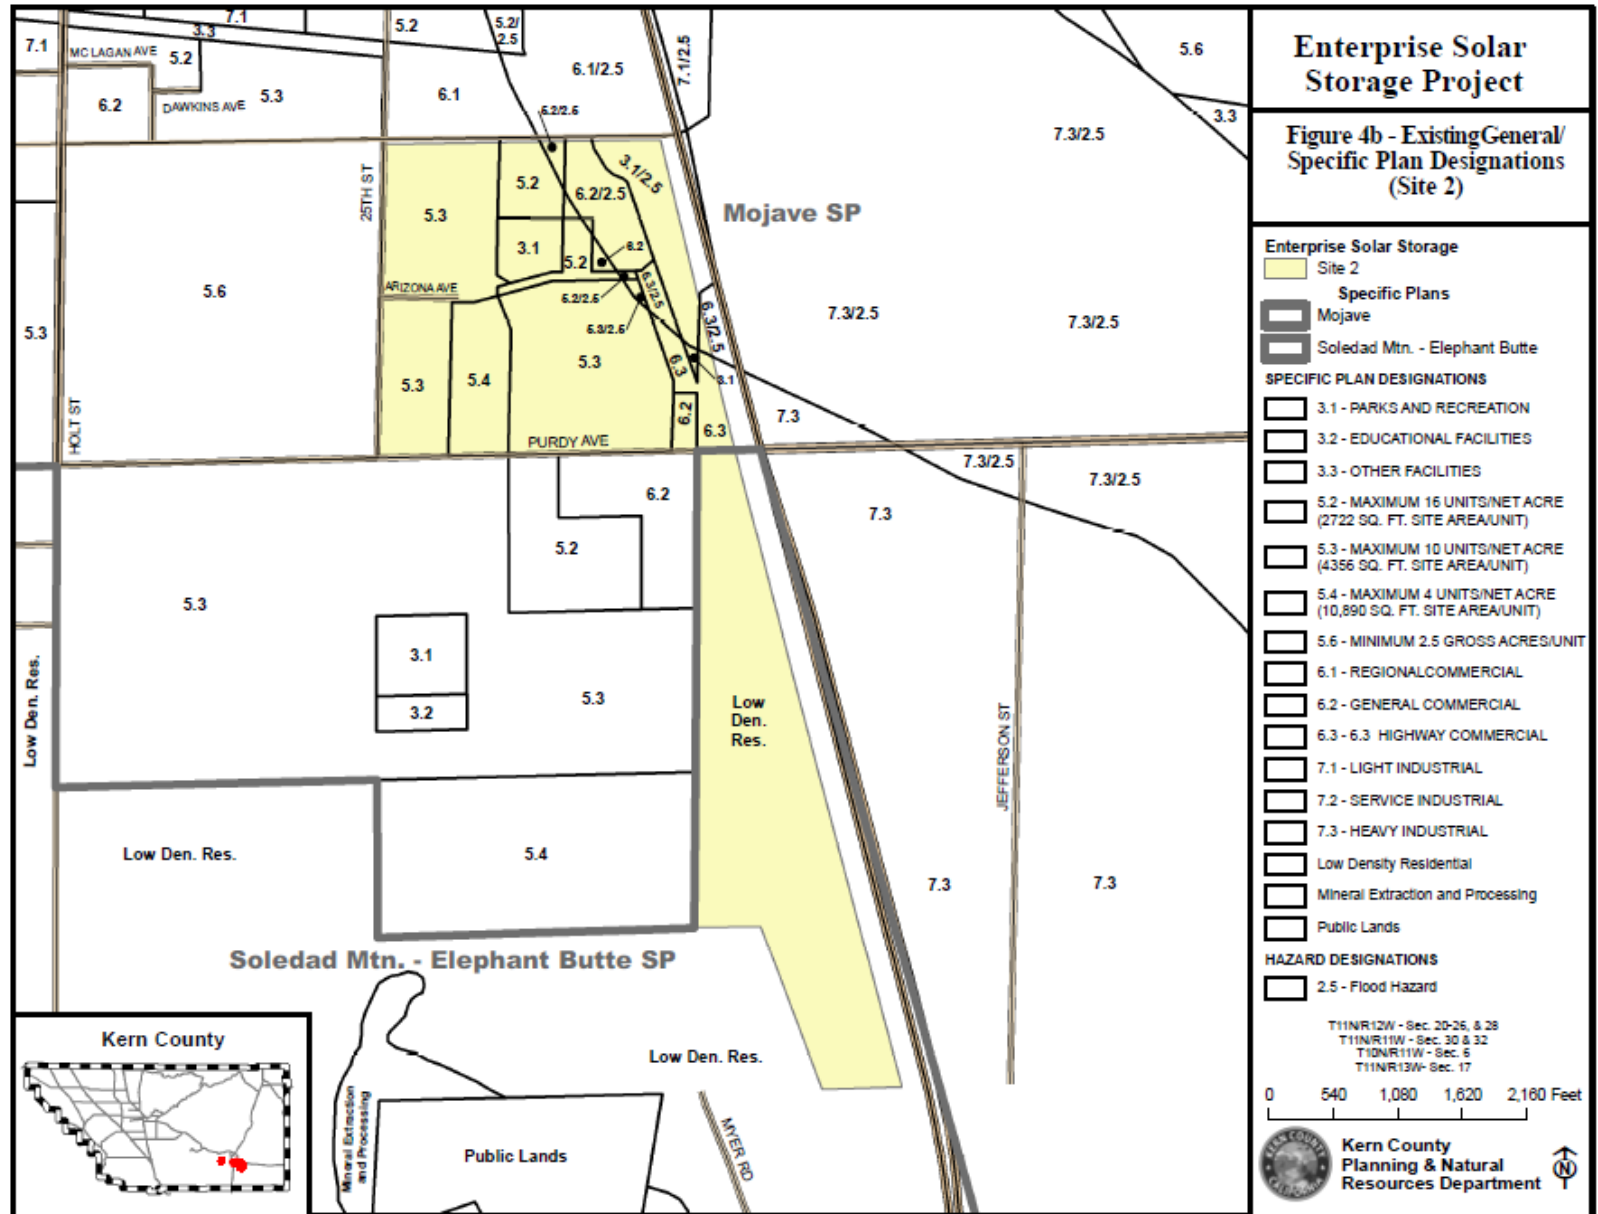 7.1
3.3
5.2
5.2/
2.5
7.1
MC LAGAN AVE
5.2
6.1/2.5
7.1/2.5
5.6
6.2
DAWKINS AVE
5.3
6.1
5.2/2.5
3.3
7.3/2.5
25TH ST
5.3
5.2
6.2/2.5
3.1/2.5
Mojave SP
3.1
5.2
6.2
5.6
ARIZONA AVE
5.2/2.5
6.3/2.5
6.3/2.5
5.3
5.3/2.5
7.3/2.5
7.3/2.5
5.3
5.4
5.3
6.3
3.1
HOLT ST
6.2
6.3
7.3
PURDY AVE
7.3/2.5
7.3/2.5
6.2
7.3
5.2
5.3
3.1
3.2
5.3
Low Den. Res.
Low
Den.
Res.
JEFFERSON ST
Low Den. Res.
5.4
7.3
7.3
Soledad Mtn. - Elephant Butte SP
Low Den. Res.
Mineral Extraction
and Processing
Public Lands
MYER RD
Kern County
Enterprise Solar
Storage Project
Figure 4b - ExistingGeneral/
Specific Plan Designations
(Site 2)
Enterprise Solar Storage
Site 2
Specific Plans
Mojave
Soledad Mtn. - Elephant Butte
SPECIFIC PLAN DESIGNATIONS
3.1 - PARKS AND RECREATION
3.2 - EDUCATIONAL FACILITIES
3.3 - OTHER FACILITIES
5.2 - MAXIMUM 16 UNITS/NET ACRE
(2722 SQ. FT. SITE AREA/UNIT)
5.3 - MAXIMUM 10 UNITS/NET ACRE
(4356 SQ. FT. SITE AREA/UNIT)
5.4 - MAXIMUM 4 UNITS/NET ACRE
(10,890 SQ. FT. SITE AREA/UNIT)
5.6 - MINIMUM 2.5 GROSS ACRES/UNIT
6.1 - REGIONALCOMMERCIAL
6.2 - GENERAL COMMERCIAL
6.3 - 6.3 HIGHWAY COMMERCIAL
7.1 - LIGHT INDUSTRIAL
7.2 - SERVICE INDUSTRIAL
7.3 - HEAVY INDUSTRIAL
Low Density Residential
Mineral Extraction and Processing
Public Lands
HAZARD DESIGNATIONS
2.5 - Flood Hazard
T11N/R12W - Sec. 20-26, & 28
T11N/R11W - Sec. 30 & 32
T10N/R11W - Sec. 6
T11N/R13W- Sec. 17
0 540 1,080 1,620 2,160 Feet
KERN COUNTY
CALIFORNIA
Kern County
Planning & Natural
Resources Department
N